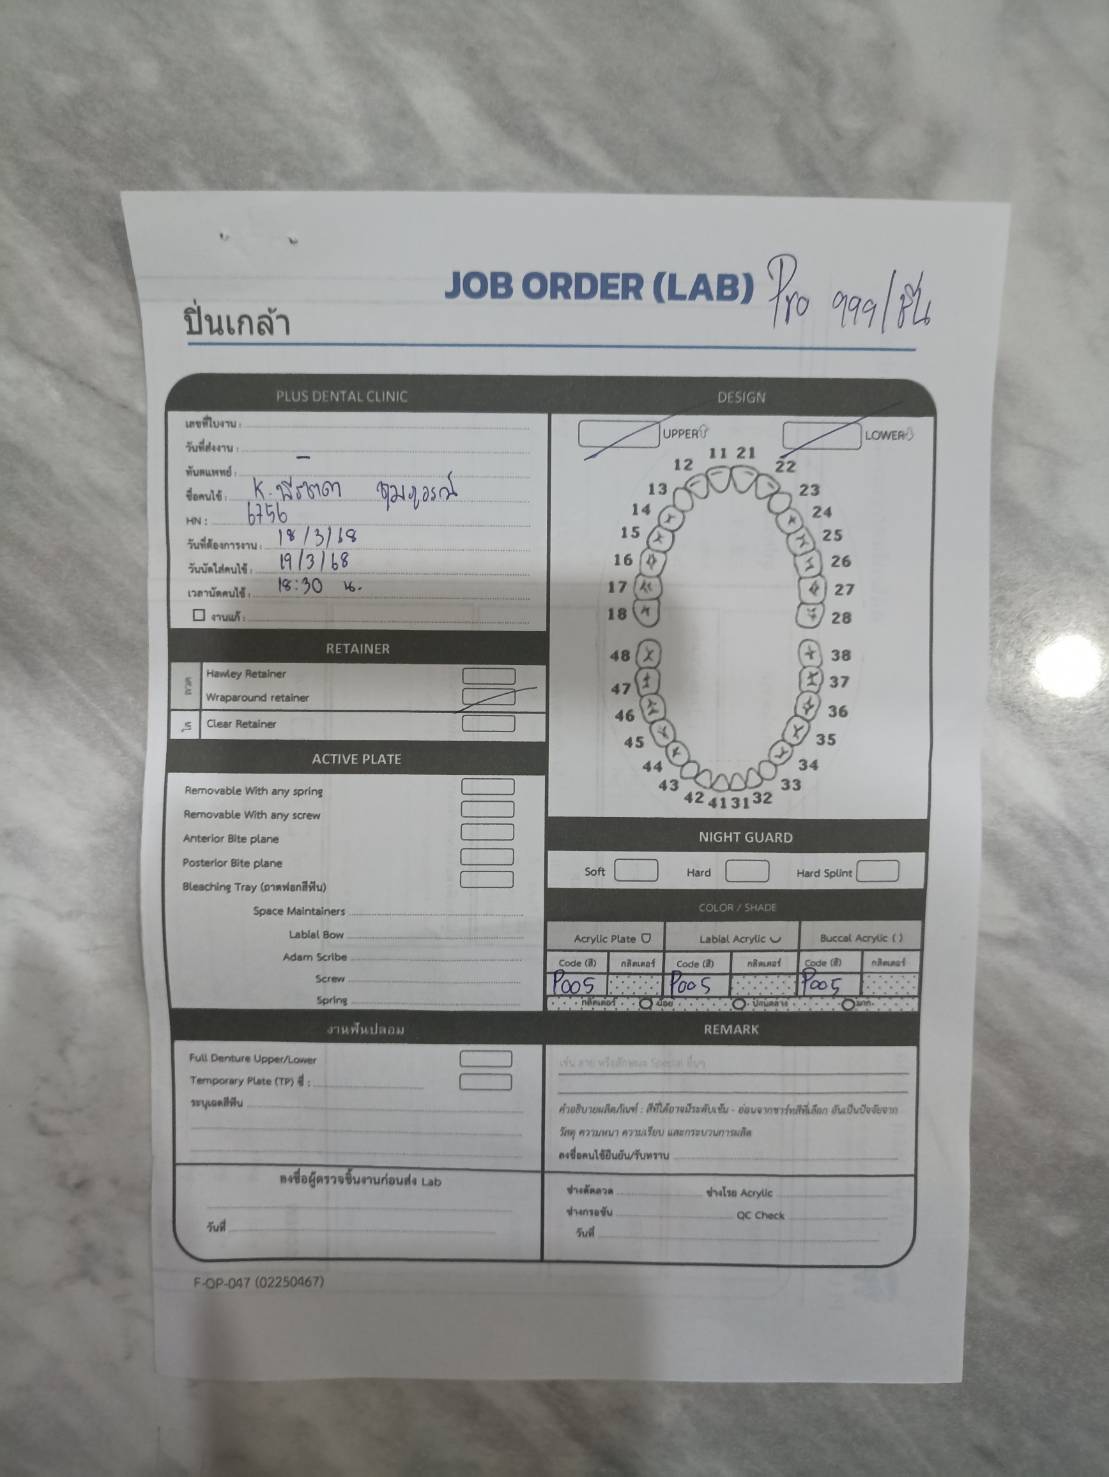 JOB ORDER (LAB)
Pro 999/ชิ้น
ปิ่นเกล้า
PLUS DENTAL CLINIC
เลขที่ใบงาน :
วันที่ส่งงาน :
ทันตแพทย์ : -
ชื่อคนไข้ : K.
HN : 6756
วันที่ต้องการงาน : 18/3/68
วันนัดใส่คนไข้ : 19/3/68
เวลานัดคนไข้ : 18:30 น.
งานแก้ :
RETAINER
ลวด
Hawley Retainer
Wraparound retainer
ใส
Clear Retainer
ACTIVE PLATE
Removable With any spring
Removable With any screw
Anterior Bite plane
Posterior Bite plane
Bleaching Tray (ถาดฟอกสีฟัน)
Space Maintainers
Labial Bow
Adam Scribe
Screw
Spring
งานฟันปลอม
Full Denture Upper/Lower
Temporary Plate (TP) ซี่ :
ระบุเฉดสีฟัน
ลงชื่อผู้ตรวจชิ้นงานก่อนส่ง Lab
วันที่
DESIGN
UPPER LOWER
11 21
12 22
13 23
14 24
15 25
16 26
17 27
18 28
48 38
47 37
46 36
45 35
44 34
43 33
42 41 31 32
NIGHT GUARD
Soft Hard Hard Splint
COLOR / SHADE
Acrylic Plate Labial Acrylic Buccal Acrylic ( )
Code (สี) กลิตเตอร์ Code (สี) กลิตเตอร์ Code (สี) กลิตเตอร์
P005 P005 P005
กลิตเตอร์ น้อย ปานกลาง มาก
REMARK
เช่น ลาย หรือลักษณะ Special อื่นๆ
คำอธิบายผลิตภัณฑ์ : สีที่ได้อาจมีระดับเข้ม - อ่อนจากชาร์ทสีที่เลือก อันเป็นปัจจัยจาก
วัสดุ ความหนา ความเรียบ และกระบวนการผลิต
ลงชื่อคนไข้ยืนยัน/รับทราบ
ช่างดัดลวด ช่างโรย Acrylic
ช่างกรอขัด QC Check
วันที่
F-OP-047 (02250467)